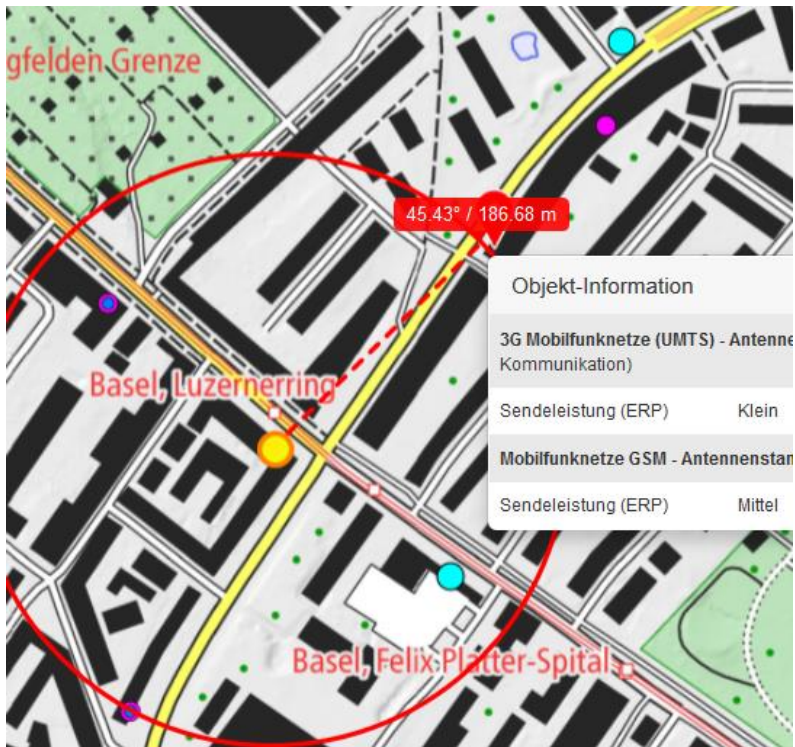 gfelden Grenze
45.43° / 186.68 m
Objekt-Information
3G Mobilfunknetze (UMTS) - Antenne
Kommunikation)
Sendeleistung (ERP) Klein
Mobilfunknetze GSM - Antennenstan
Sendeleistung (ERP) Mittel
Basel, Luzernerring
Basel, Felix Platter-Spital